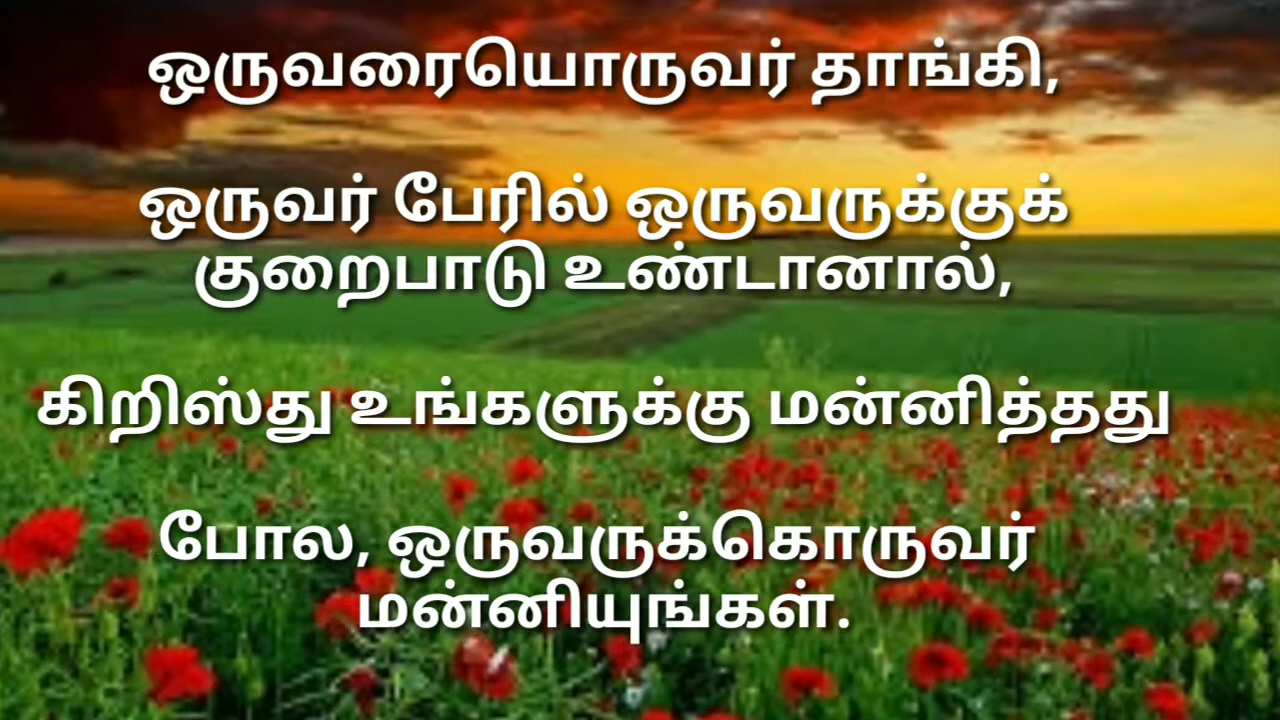 ஒருவரையொருவர் தாங்கி,
ஒருவர் பேரில் ஒருவருக்குக்
குறைபாடு உண்டானால்,
கிறிஸ்து உங்களுக்கு மன்னித்தது
போல, ஒருவருக்கொருவர்
மன்னியுங்கள்.